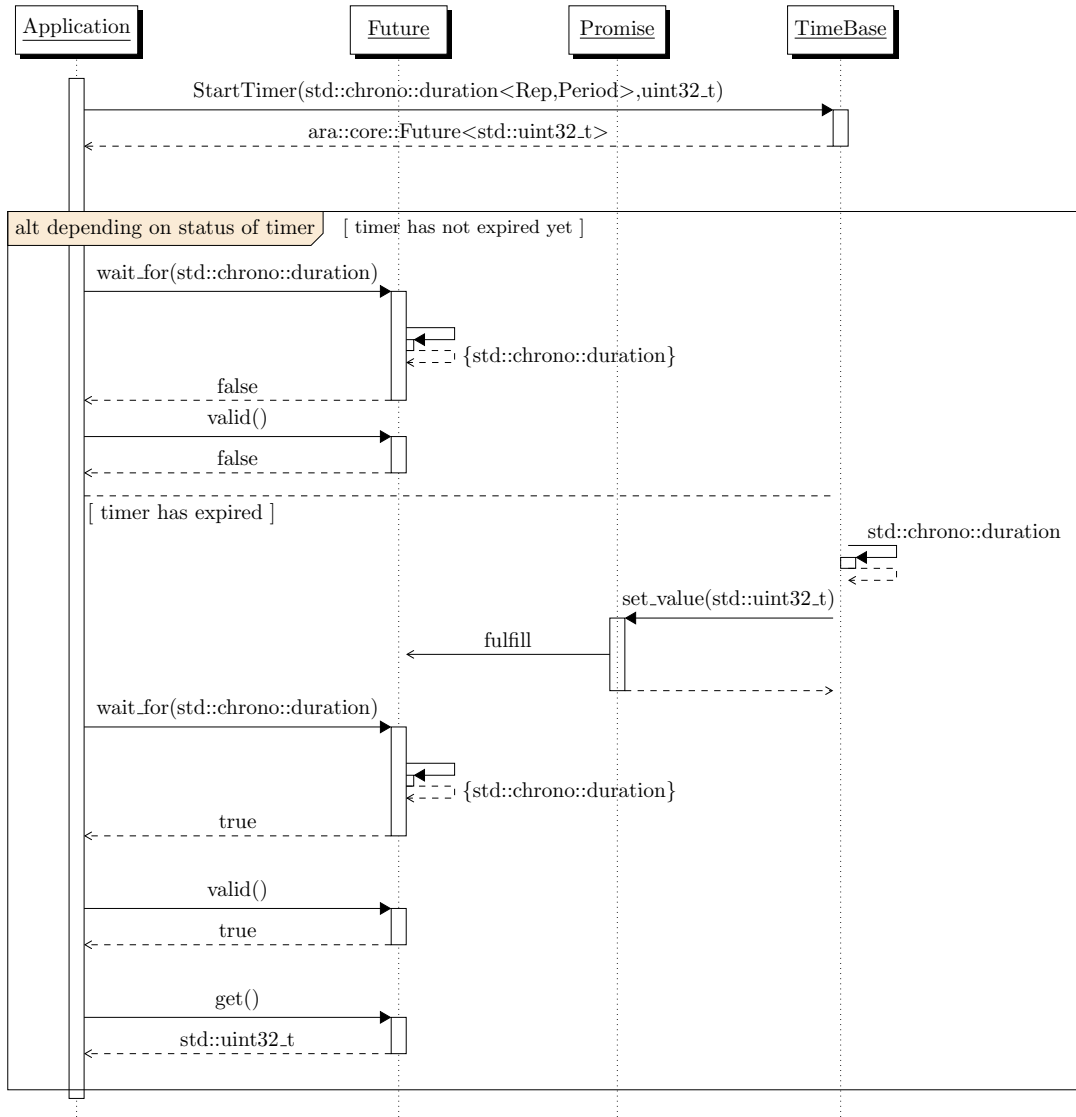 Application
Future
Promise
TimeBase
StartTimer(std::chrono::duration<Rep,Period>,uint32_t)
ara::core::Future<std::uint32_t>
alt depending on status of timer
[ timer has not expired yet ]
wait_for(std::chrono::duration)
{std::chrono::duration}
false
valid()
false
[ timer has expired ]
std::chrono::duration
set_value(std::uint32_t)
fulfill
wait_for(std::chrono::duration)
{std::chrono::duration}
true
valid()
true
get()
std::uint32_t